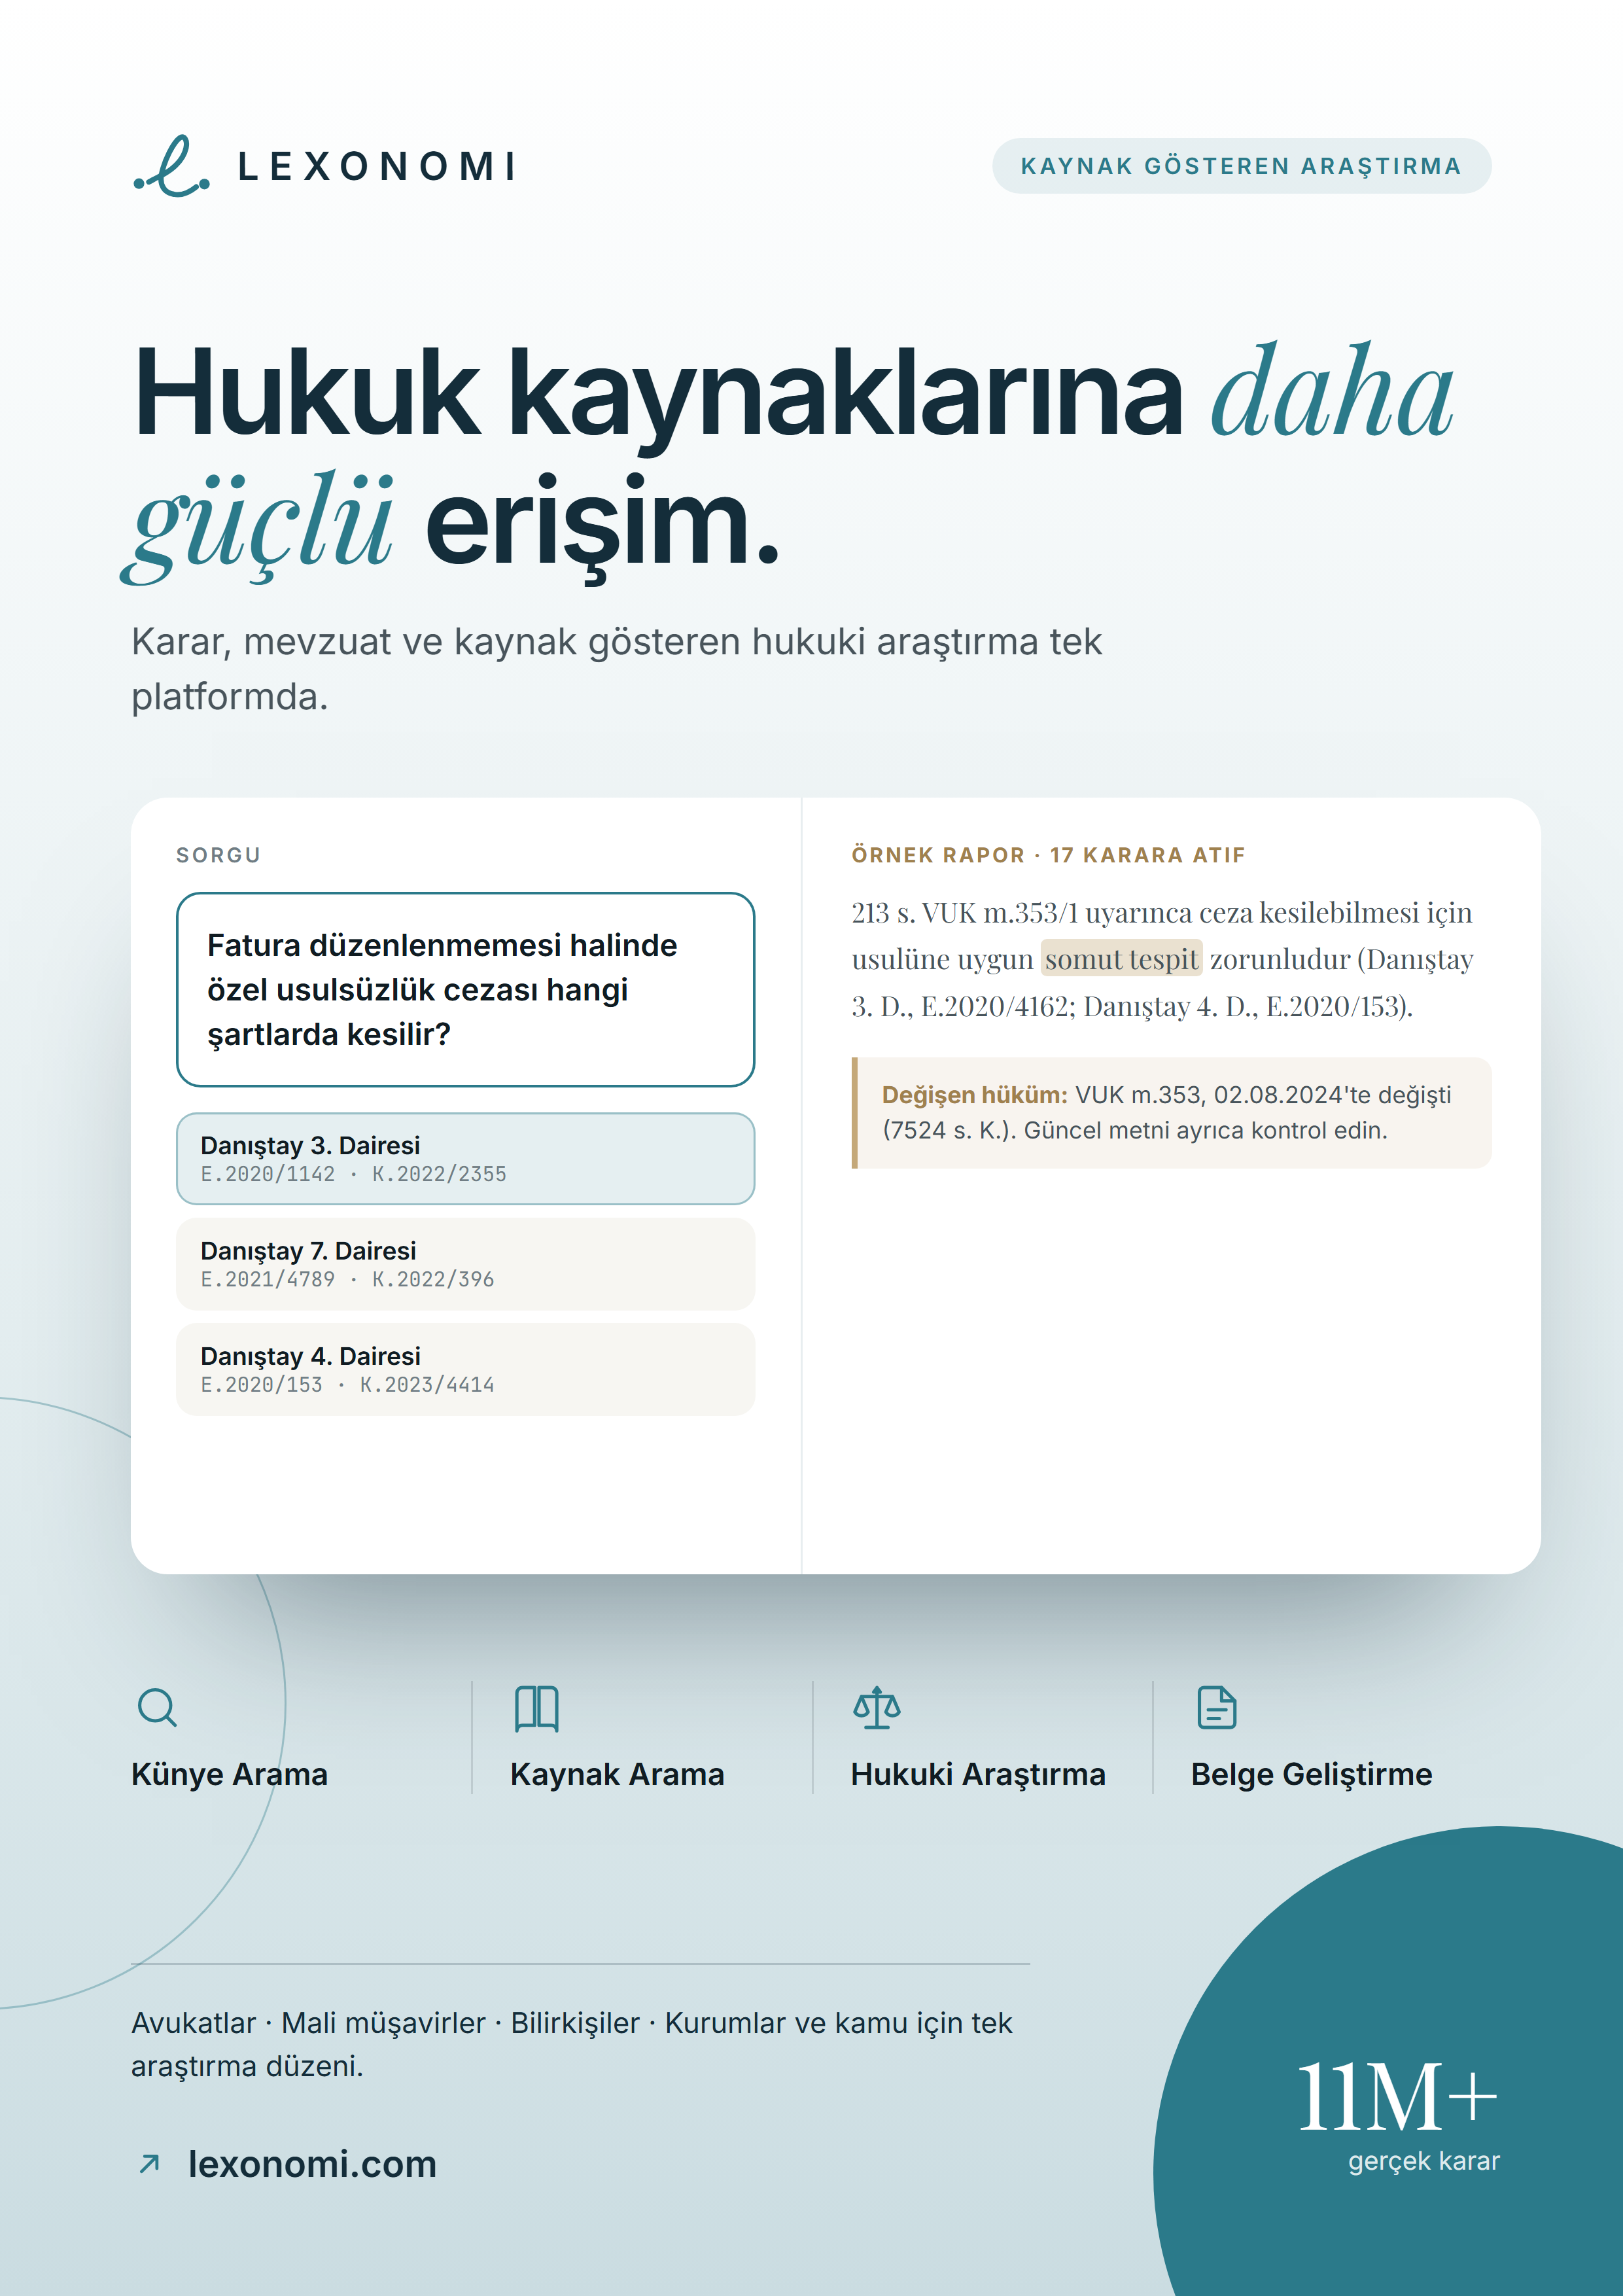 LEXONOMI
KAYNAK GÖSTEREN ARAŞTIRMA
Hukuk kaynaklarına daha
güçlü erişim.
Karar, mevzuat ve kaynak gösteren hukuki araştırma tek
platformda.
SORGU
Fatura düzenlenmemesi halinde
özel usulsüzlük cezası hangi
şartlarda kesilir?
Danıştay 3. Dairesi
E.2020/1142 · K.2022/2355
Danıştay 7. Dairesi
E.2021/4789 · K.2022/396
Danıştay 4. Dairesi
E.2020/153 · K.2023/4414
ÖRNEK RAPOR · 17 KARARA ATIF
213 s. VUK m.353/1 uyarınca ceza kesilebilmesi için
usulüne uygun somut tespit zorunludur (Danıştay
3. D., E.2020/4162; Danıştay 4. D., E.2020/153).
Değişen hüküm: VUK m.353, 02.08.2024'te değişti
(7524 s. K.). Güncel metni ayrıca kontrol edin.
Künye Arama
Kaynak Arama
Hukuki Araştırma
Belge Geliştirme
Avukatlar · Mali müşavirler · Bilirkişiler · Kurumlar ve kamu için tek
araştırma düzeni.
lexonomi.com
11M+
gerçek karar